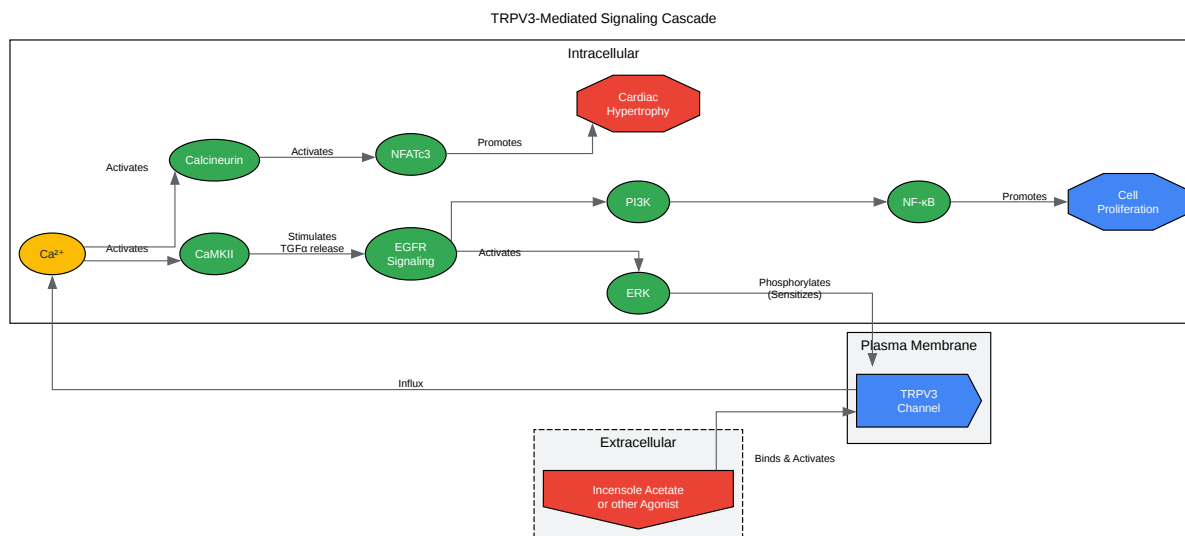 TRPV3-Mediated Signaling Cascade
Intracellular
Cardiac
Hypertrophy
Promotes
Activates
Calcineurin
Activates
NFATc3
PI3K
NF-κB
Promotes
Cell
Proliferation
Ca²⁺
Activates
CaMKII
Stimulates
TGFα release
EGFR
Signaling
Activates
ERK
Phosphorylates
(Sensitizes)
Plasma Membrane
Influx
TRPV3
Channel
Extracellular
Binds & Activates
Incensole Acetate
or other Agonist